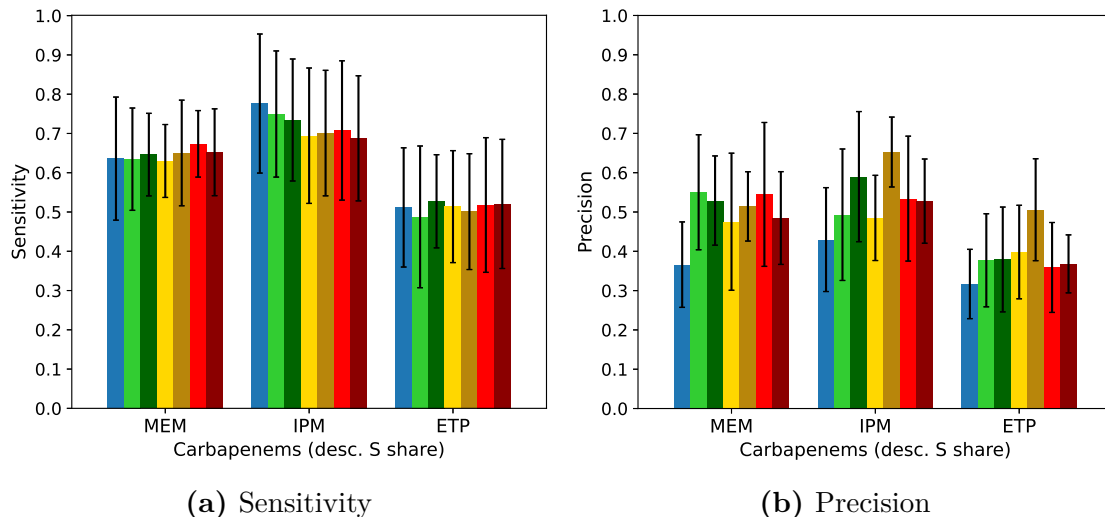 1.0
0.9
0.8
0.7
0.6
0.5
0.4
0.3
0.2
0.1
0.0
Sensitivity
MEM IPM ETP
Carbapenems (desc. S share)
(a) Sensitivity
1.0
0.9
0.8
0.7
0.6
0.5
0.4
0.3
0.2
0.1
0.0
Precision
MEM IPM ETP
Carbapenems (desc. S share)
(b) Precision